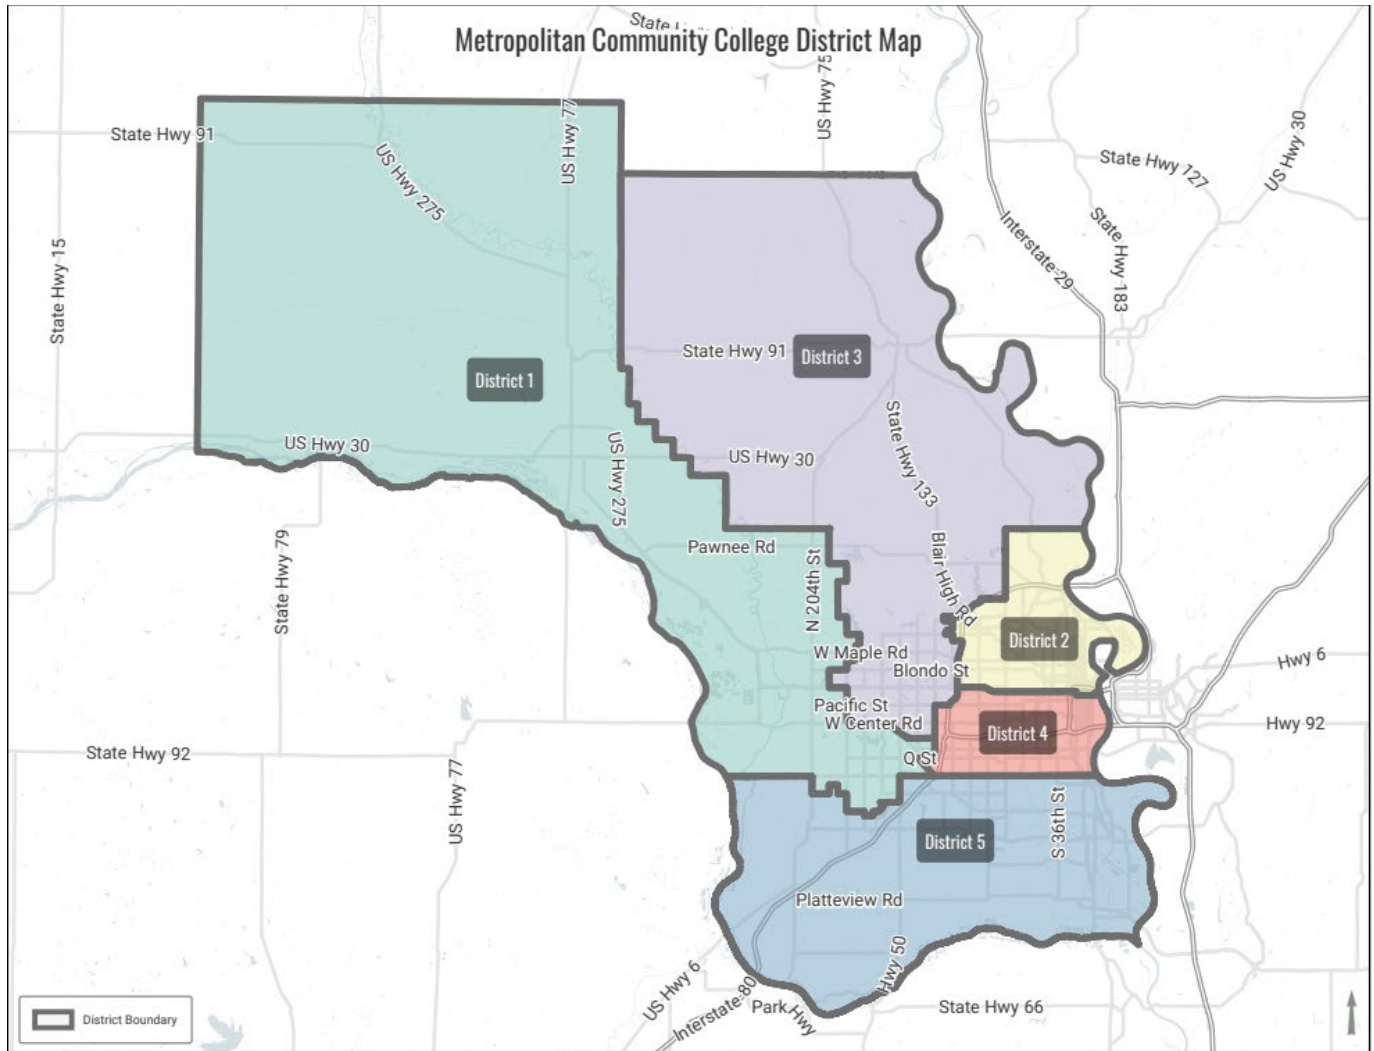 State
Metropolitan Community College District Map
US Hwy 75
State Hwy 91
US Hwy 77
US Hwy 30
State Hwy 127
US Hwy 275
State Hwy 183
Interstate 29
State Hwy 15
State Hwy 91
District 3
District 1
US Hwy 30
US Hwy 30
State Hwy 133
US Hwy 275
Pawnee Rd
State Hwy 79
N 204th St
Blair High Rd
District 2
W Maple Rd
Blondo St
Hwy 6
Pacific St
W Center Rd
District 4
Hwy 92
State Hwy 92
Q St
US Hwy 77
S 36th St
District 5
Platteview Rd
US Hwy 6
Interstate 80
Hwy 50
Park Hwy
State Hwy 66
District Boundary